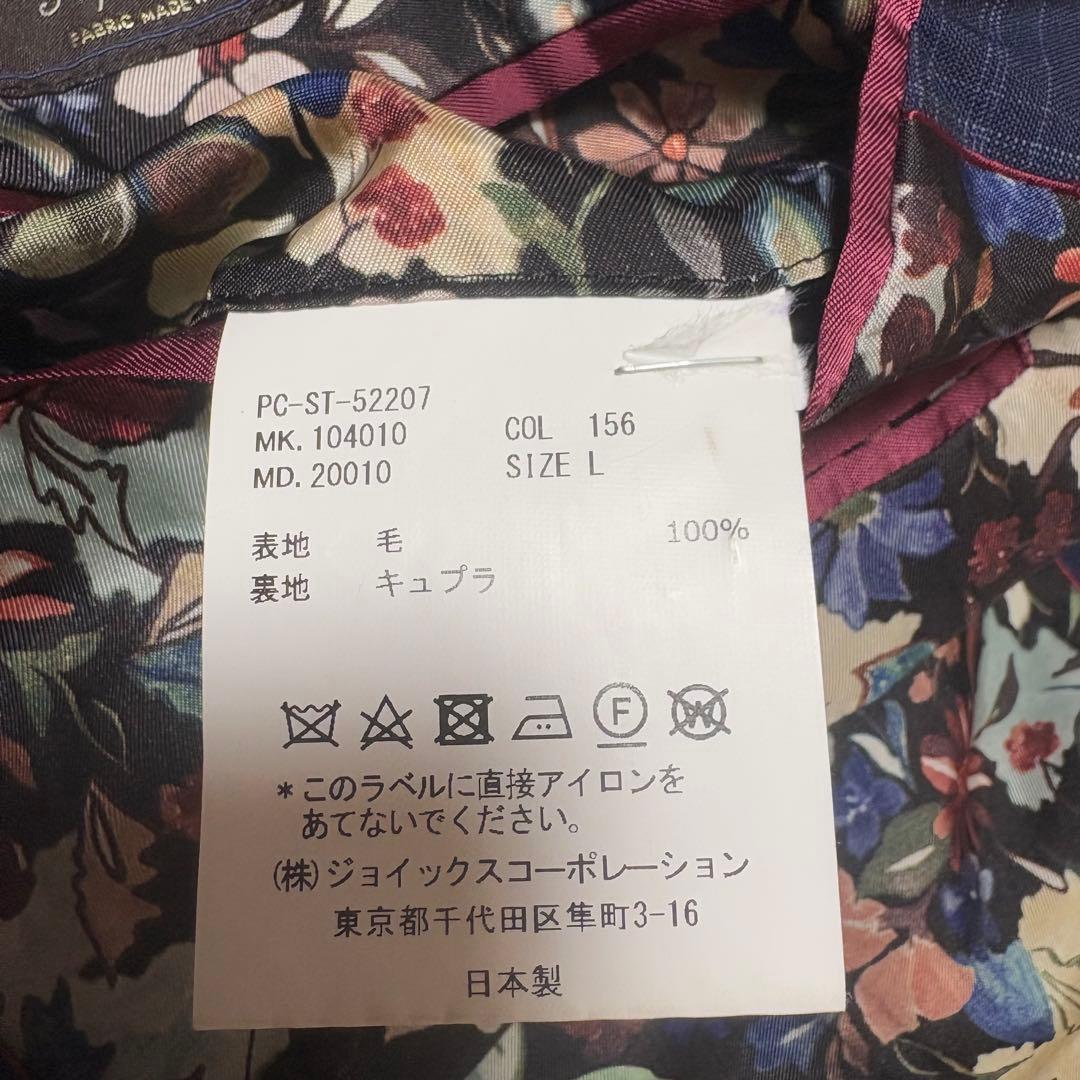 FABRIC MADE
PC-ST-52207
MK. 104010 COL 156
MD. 20010 SIZE L
表地 毛 100%
裏地 キュプラ
F
W
*このラベルに直接アイロンを
あてないでください。
(株)ジョイックスコーポレーション
東京都千代田区隼町3-16
日本製